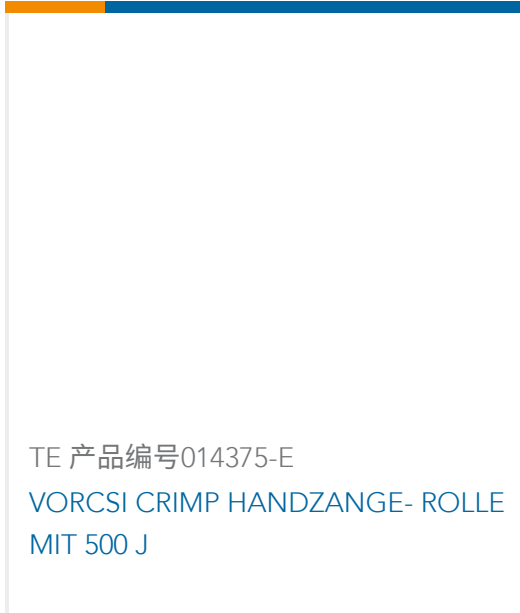 TE 产品编号014375-E
VORCSI CRIMP HANDZANGE- ROLLE
MIT 500 J